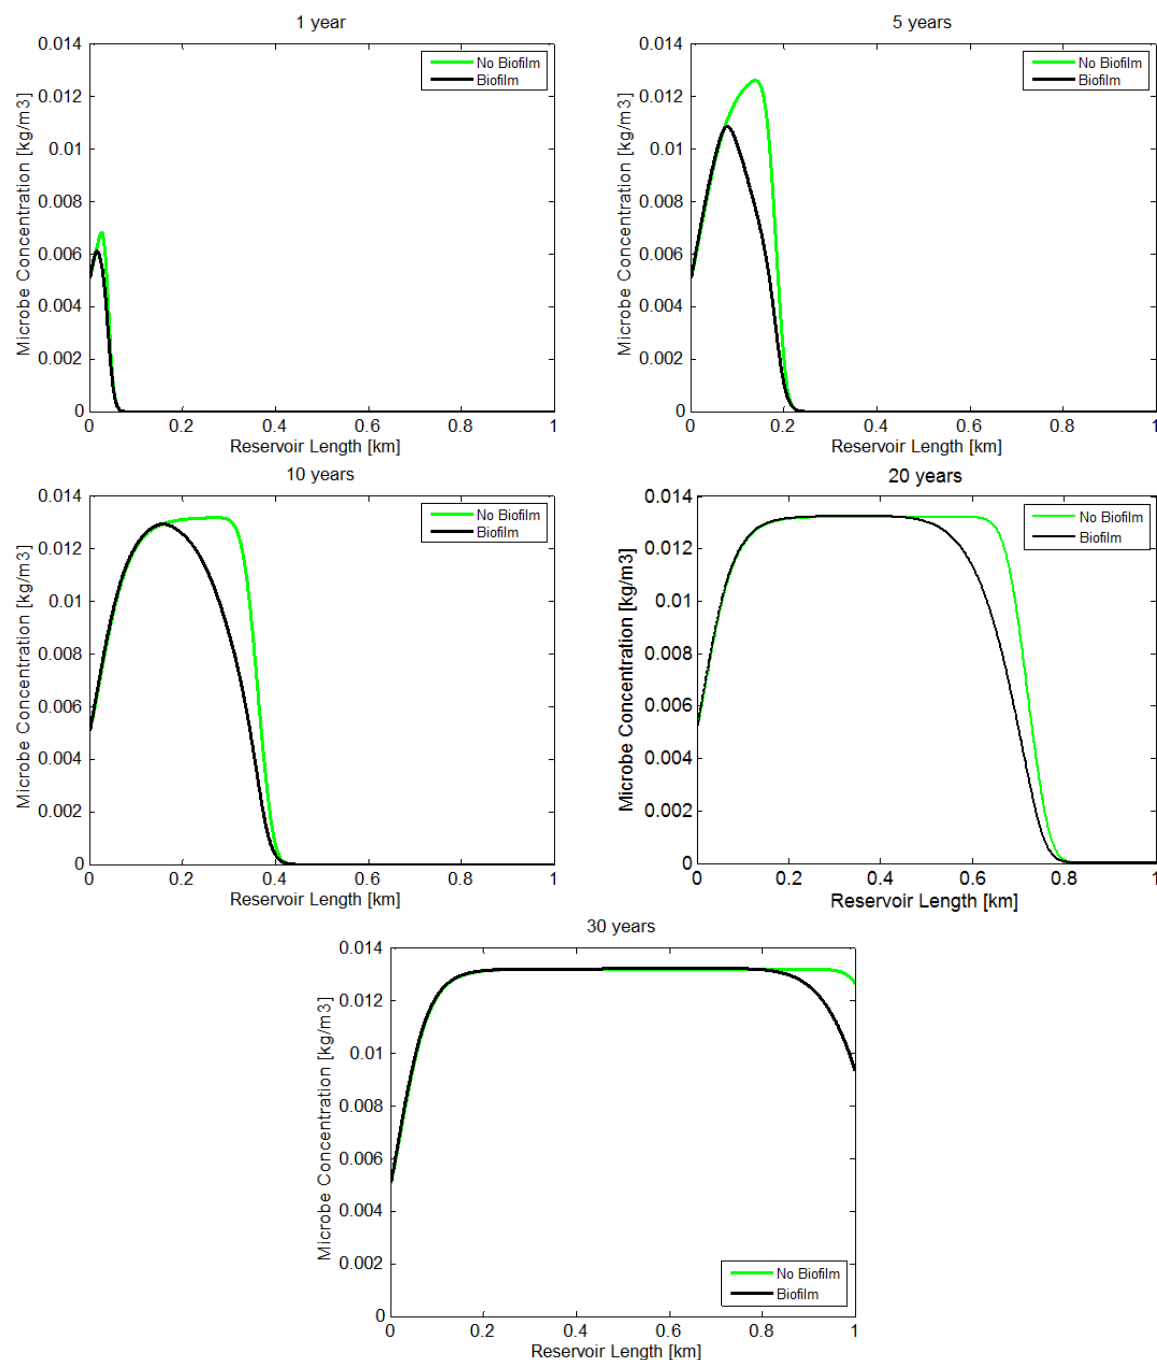 1 year
Microbe Concentration [kg/m3]
0.014
0.012
0.01
0.008
0.006
0.004
0.002
0
No Biofilm
Biofilm
0 0.2 0.4 0.6 0.8 1
Reservoir Length [km]
5 years
Microbe Concentration [kg/m3]
0.014
0.012
0.01
0.008
0.006
0.004
0.002
0
No Biofilm
Biofilm
0 0.2 0.4 0.6 0.8 1
Reservoir Length [km]
10 years
Microbe Concentration [kg/m3]
0.014
0.012
0.01
0.008
0.006
0.004
0.002
0
No Biofilm
Biofilm
0 0.2 0.4 0.6 0.8 1
Reservoir Length [km]
20 years
Microbe Concentration [kg/m3]
0.014
0.012
0.01
0.008
0.006
0.004
0.002
0
No Biofilm
Biofilm
0 0.2 0.4 0.6 0.8 1
Reservoir Length [km]
30 years
Microbe Concentration [kg/m3]
0.014
0.012
0.01
0.008
0.006
0.004
0.002
0
No Biofilm
Biofilm
0 0.2 0.4 0.6 0.8 1
Reservoir Length [km]